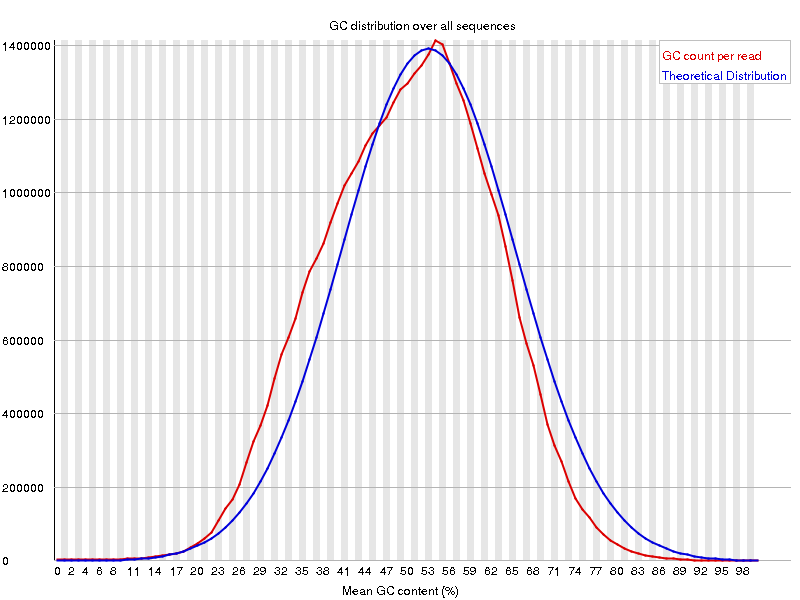 GC distribution over all sequences
GC count per read
Theoretical Distribution
1400000
1200000
1000000
800000
600000
400000
200000
0
0 2 4 6 8 11 14 17 20 23 26 29 32 35 38 41 44 47 50 53 56 59 62 65 68 71 74 77 80 83 86 89 92 95 98
Mean GC content (%)